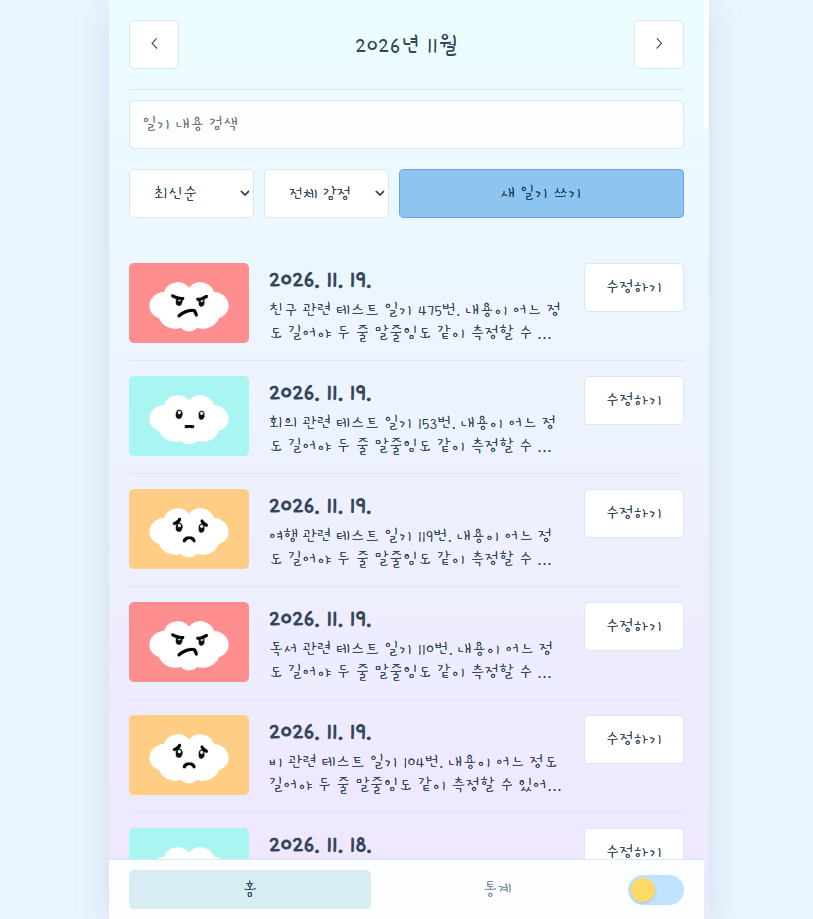 2026년 11월
일기 내용 검색
최신순
전체 감정
새 일기 쓰기
2026. 11. 19.
수정하기
친구 관련 테스트 일기 475번. 내용이 어느 정
도 길어야 두 줄 말줄임도 같이 측정할 수 ...
2026. 11. 19.
수정하기
회의 관련 테스트 일기 153번. 내용이 어느 정
도 길어야 두 줄 말줄임도 같이 측정할 수 ...
2026. 11. 19.
수정하기
여행 관련 테스트 일기 119번. 내용이 어느 정
도 길어야 두 줄 말줄임도 같이 측정할 수 ...
2026. 11. 19.
수정하기
독서 관련 테스트 일기 110번. 내용이 어느 정
도 길어야 두 줄 말줄임도 같이 측정할 수 ...
2026. 11. 19.
수정하기
비 관련 테스트 일기 104번. 내용이 어느 정도
길어야 두 줄 말줄임도 같이 측정할 수 있어...
2026. 11. 18.
수정하기
홈
통계